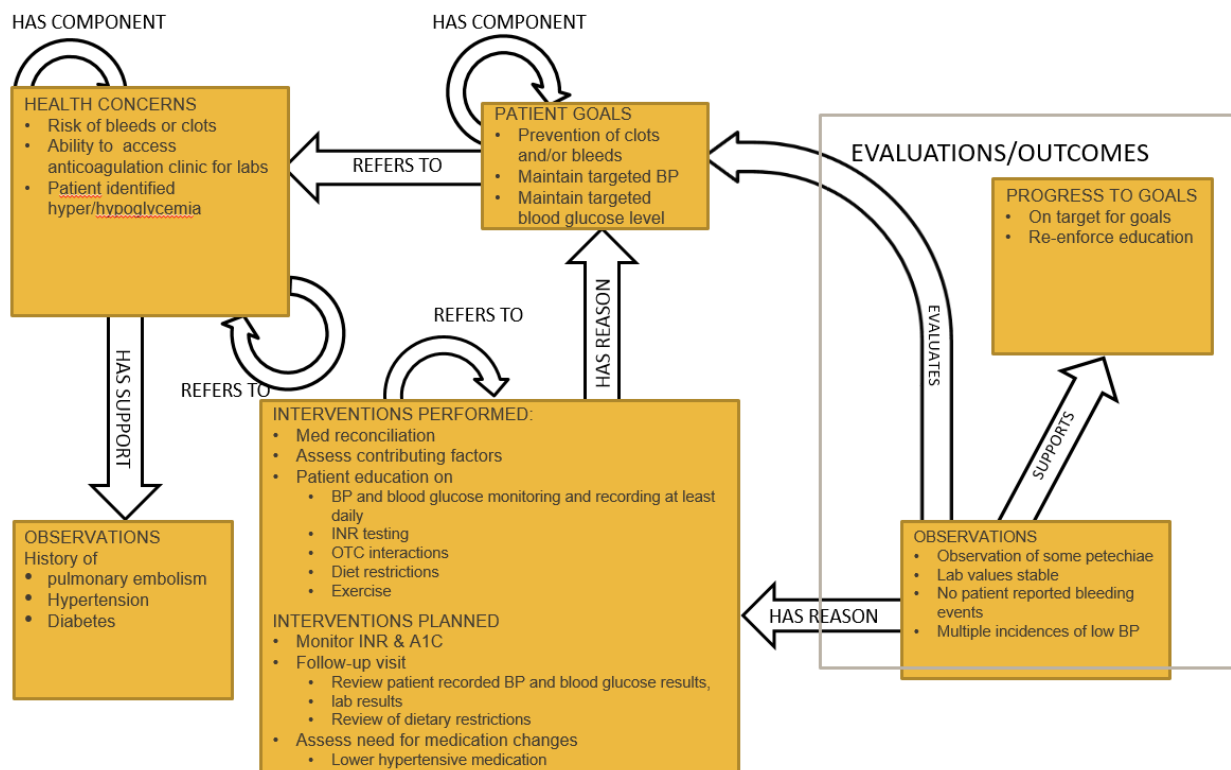 HAS COMPONENT
HEALTH CONCERNS
• Risk of bleeds or clots
• Ability to access
anticoagulation clinic for labs
• Patient identified
hyper/hypoglycemia
HAS COMPONENT
PATIENT GOALS
• Prevention of clots
and/or bleeds
• Maintain targeted BP
• Maintain targeted
blood glucose level
REFERS TO
EVALUATIONS/OUTCOMES
PROGRESS TO GOALS
• On target for goals
• Re-enforce education
HAS SUPPORT
REFERS TO
REFERS TO
HAS REASON
EVALUATES
SUPPORTS
OBSERVATIONS
History of
• pulmonary embolism
• Hypertension
• Diabetes
INTERVENTIONS PERFORMED:
• Med reconciliation
• Assess contributing factors
• Patient education on
• BP and blood glucose monitoring and recording at least
daily
• INR testing
• OTC interactions
• Diet restrictions
• Exercise
INTERVENTIONS PLANNED
• Monitor INR & A1C
• Follow-up visit
• Review patient recorded BP and blood glucose results,
• lab results
• Review of dietary restrictions
• Assess need for medication changes
• Lower hypertensive medication
HAS REASON
OBSERVATIONS
• Observation of some petechiae
• Lab values stable
• No patient reported bleeding
events
• Multiple incidences of low BP